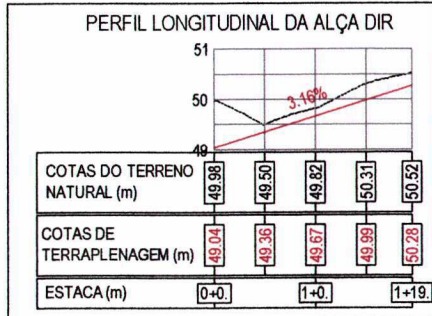 PERFIL LONGITUDINAL DA ALÇA DIR
51
50
49
3.16%
COTAS DO TERRENO
NATURAL (m)
49.98 49.50 49.82 50.31 50.52
COTAS DE
TERRAPLENAGEM (m)
49.04 49.36 49.67 49.99 50.28
ESTACA (m)
0+0. 1+0. 1+19.